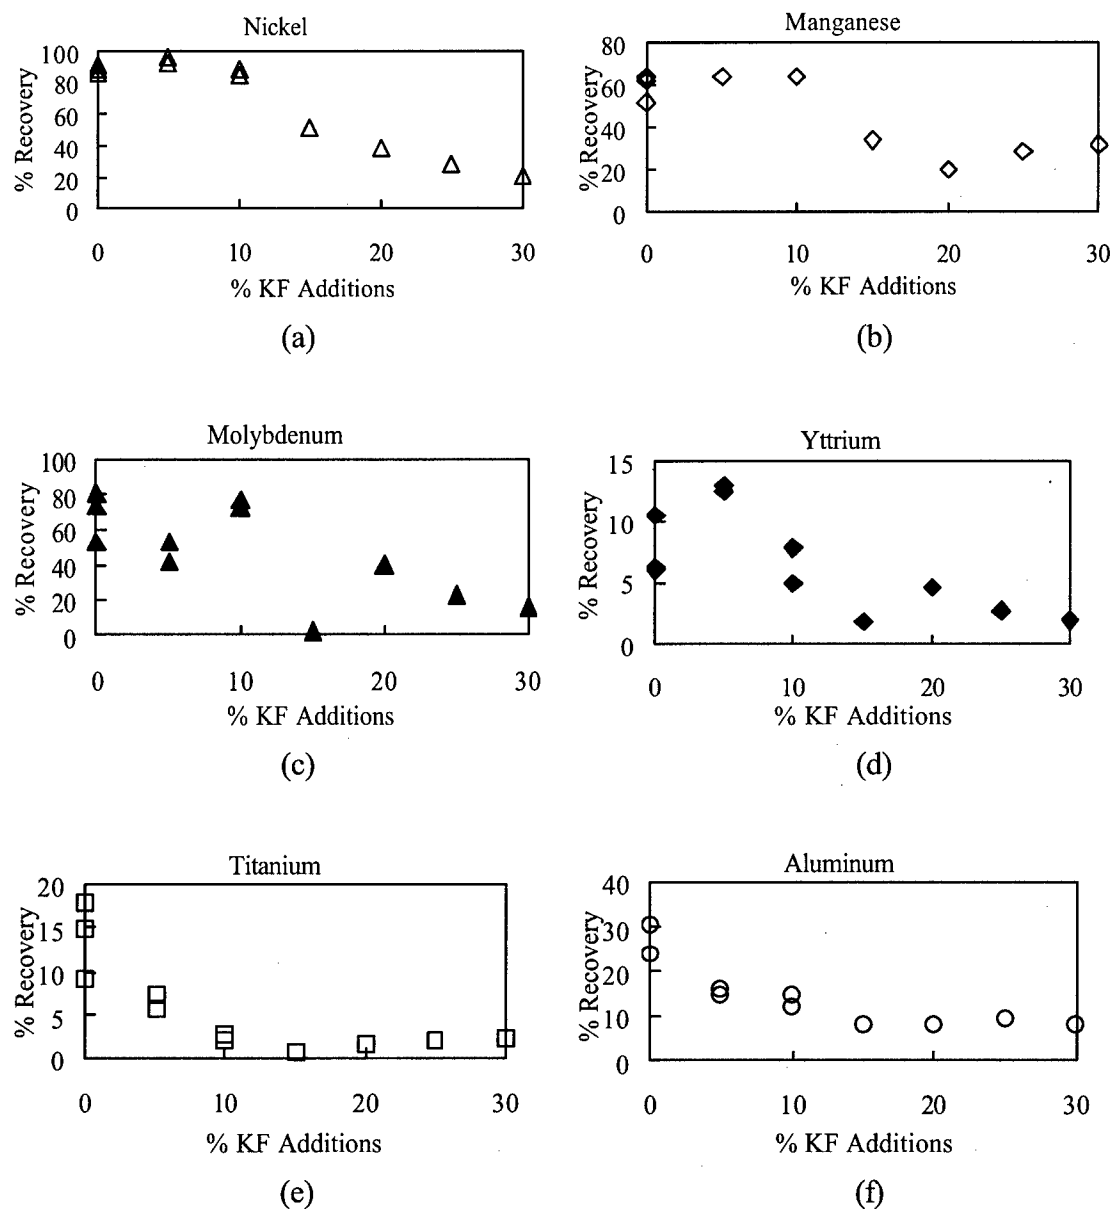 Nickel
% Recovery
100
80
60
40
20
0
0 10 20 30
% KF Additions
(a)
Manganese
% Recovery
80
60
40
20
0
0 10 20 30
% KF Additions
(b)
Molybdenum
% Recovery
100
80
60
40
20
0
0 10 20 30
% KF Additions
(c)
Yttrium
% Recovery
15
10
5
0
0 10 20 30
% KF Additions
(d)
Titanium
% Recovery
20
15
10
5
0
0 10 20 30
% KF Additions
(e)
Aluminum
% Recovery
40
30
20
10
0
0 10 20 30
% KF Additions
(f)